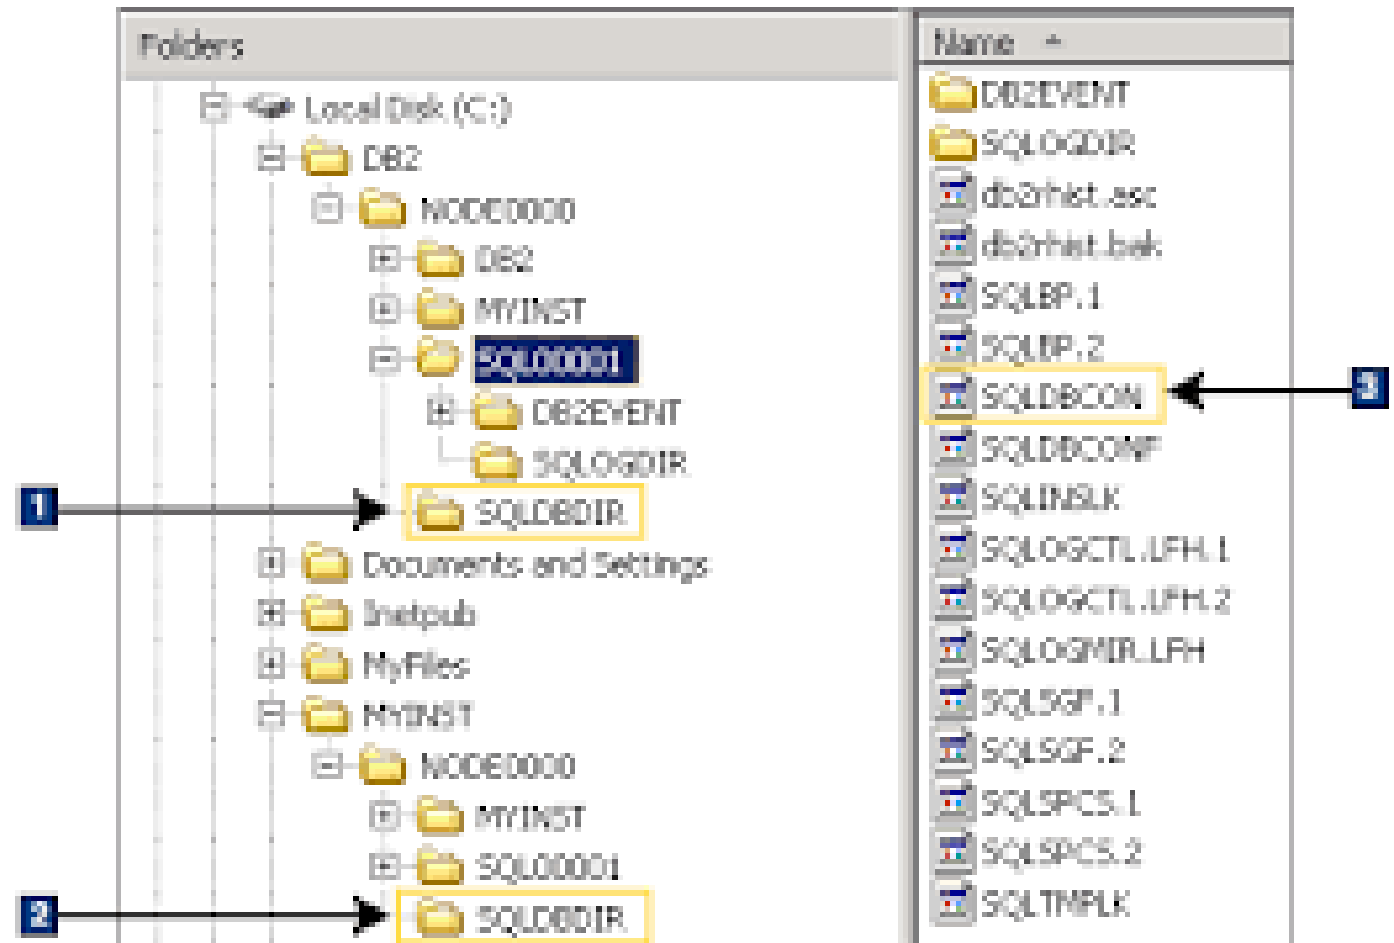 Folders
Local Disk (C:)
DB2
NODE0000
DB2
MYINST
SQL00001
DB2EVENT
SQLOGDIR
1
SQLDBDIR
Documents and Settings
Inetpub
MyFiles
MYINST
NODE0000
MYINST
SQL00001
2
SQLDBDIR
Name
DB2EVENT
SQLOGDIR
db2rhist.asc
db2rhist.bak
SQLBP.1
SQLBP.2
SQLDBCON
3
SQLDBCONF
SQLINSLK
SQLOGCTL.LFH.1
SQLOGCTL.LFH.2
SQLOGMIR.LFH
SQLSGF.1
SQLSGF.2
SQLSPCS.1
SQLSPCS.2
SQLTMPLK